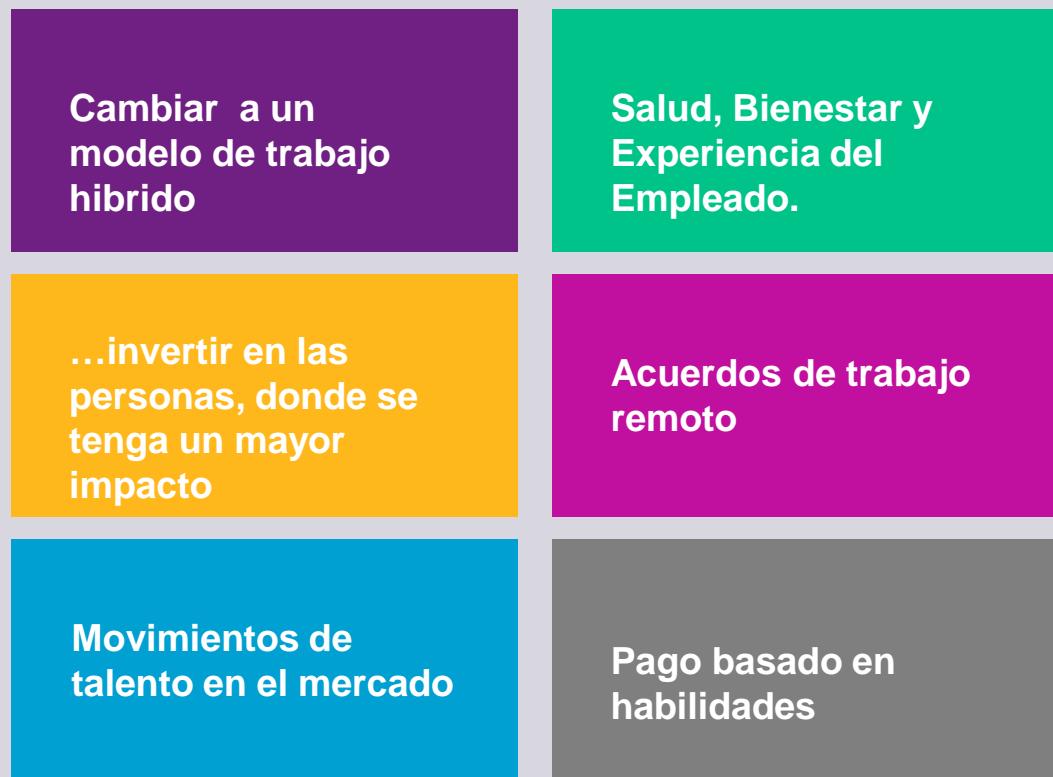 Cambiar  a un
modelo de trabajo
hibrido
Salud, Bienestar y
Experiencia del
Empleado.
…invertir en las
personas, donde se
tenga un mayor
impacto
Acuerdos de trabajo
remoto
Movimientos de
talento en el mercado
Pago basado en
habilidades